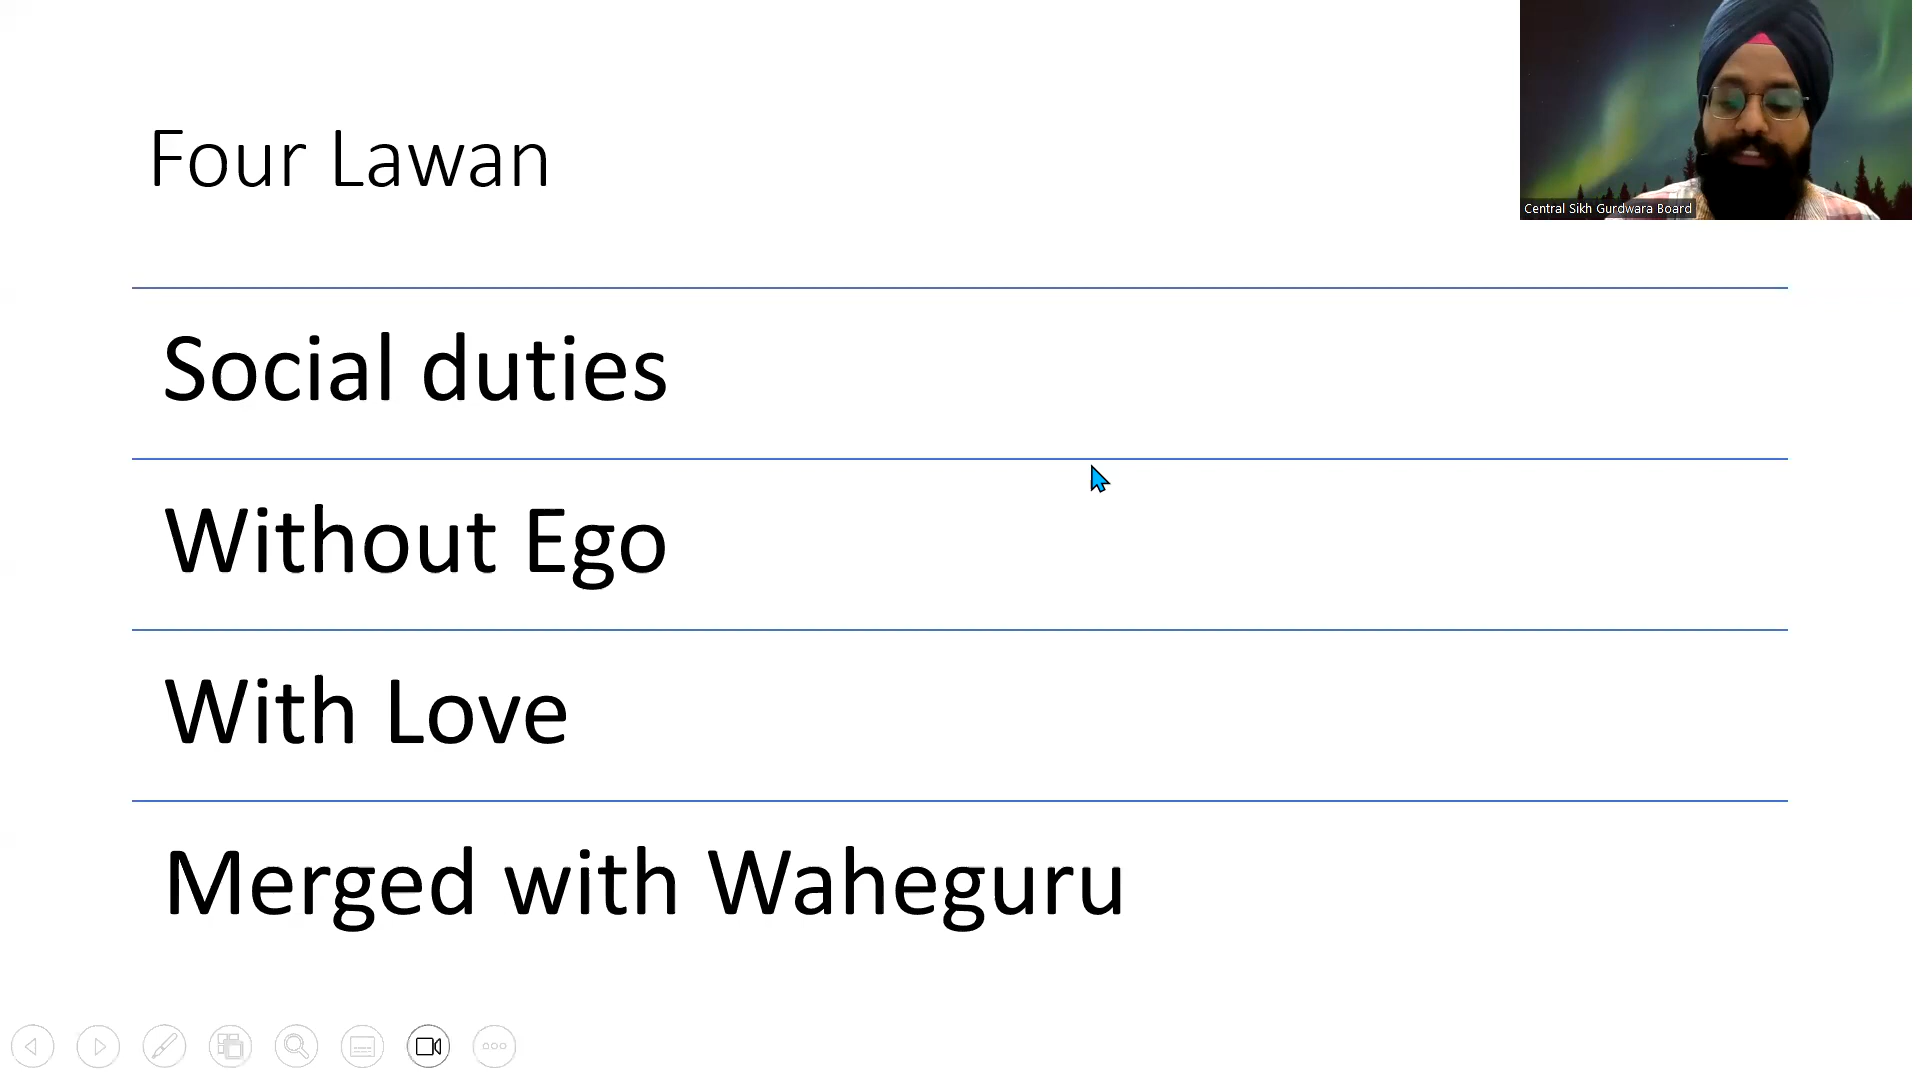 Four Lawan
Central Sikh Gurdwara Board
Social duties
Without Ego
With Love
Merged with Waheguru